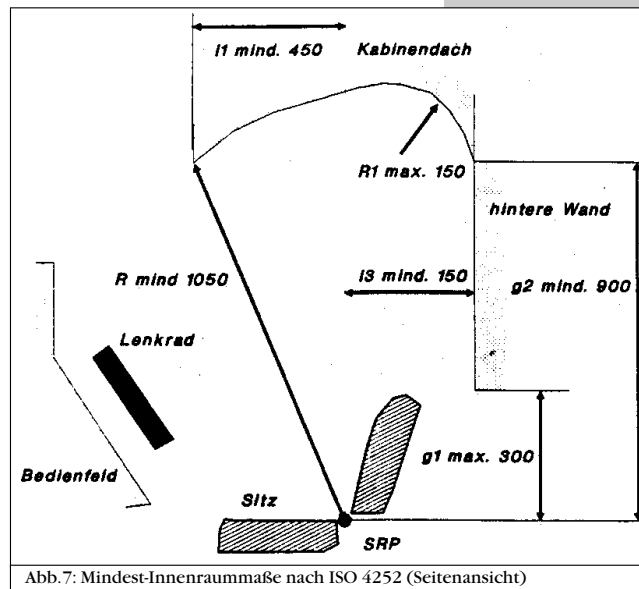 l1 mind. 450
Kabinendach
R1 max. 150
hintere Wand
R mind 1050
l3 mind. 150
g2 mind. 900
Lenkrad
g1 max. 300
Bedienfeld
Sitz
SRP
Abb.7: Mindest-Innenraummaße nach ISO 4252 (Seitenansicht)